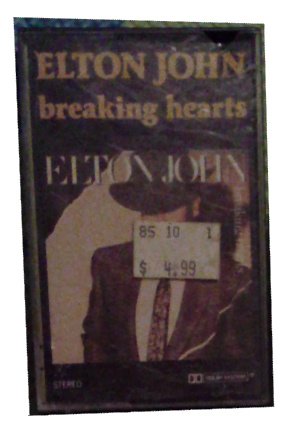 ELTON JOHN
breaking hearts
ELTON JOHN
85 10 1
$ 4.99
STEREO